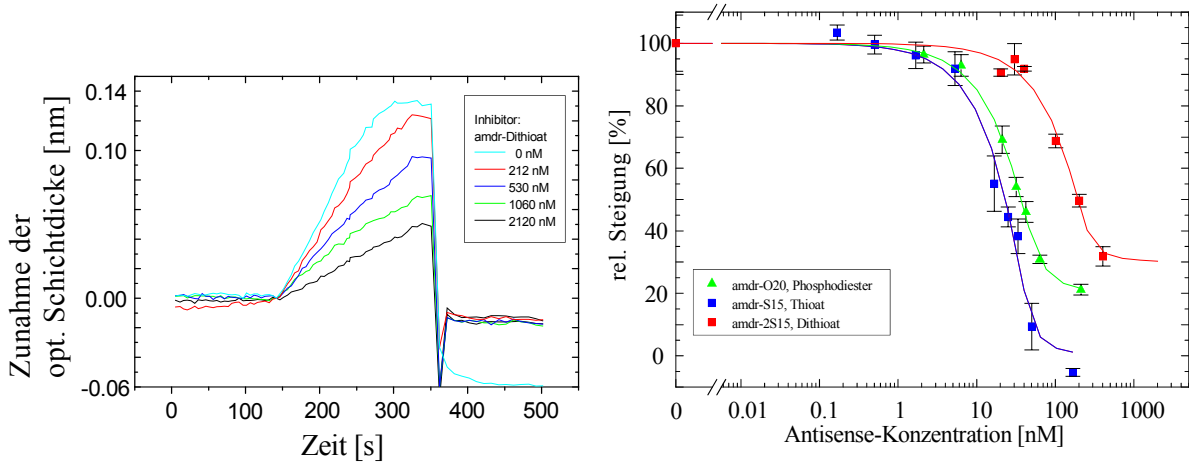 Zunahme der
opt. Schichtdicke [nm]
0.14
0.10
0.00
-0.06
Inhibitor:
amdr-Dithioat
0 nM
212 nM
530 nM
1060 nM
2120 nM
0 100 200 300 400 500
Zeit [s]
rel. Steigung [%]
100
80
60
40
20
0
amdr-O20, Phosphodiester
amdr-S15, Thioat
amdr-2S15, Dithioat
0 0.01 0.1 1 10 100 1000
Antisense-Konzentration [nM]